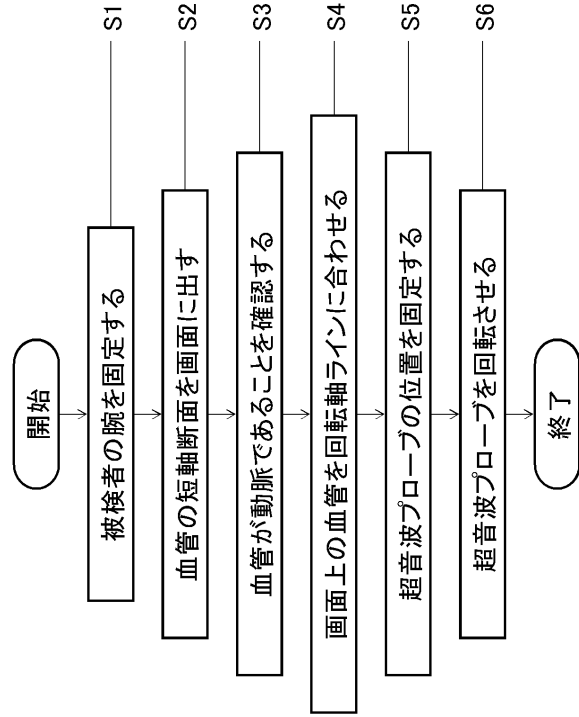 開始
被検者の腕を固定する
S1
血管の短軸断面を画面に出す
S2
血管が動脈であることを確認する
S3
画面上の血管を回転軸ラインに合わせる
S4
超音波プローブの位置を固定する
S5
超音波プローブを回転させる
S6
終了